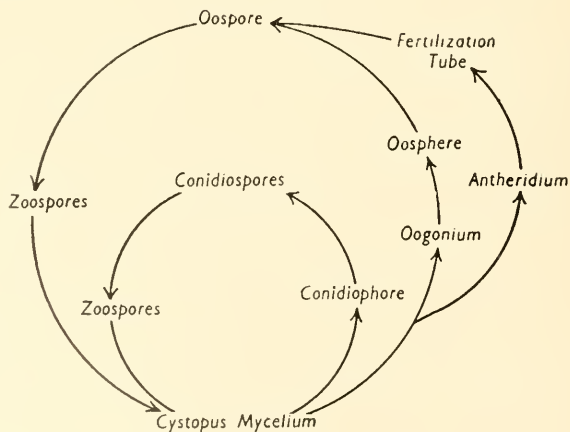 Oospore
Fertilization
Tube
Oosphere
Conidiospores
Antheridium
Zoospores
Oogonium
Zoospores
Conidiophore
Cystopus Mycelium